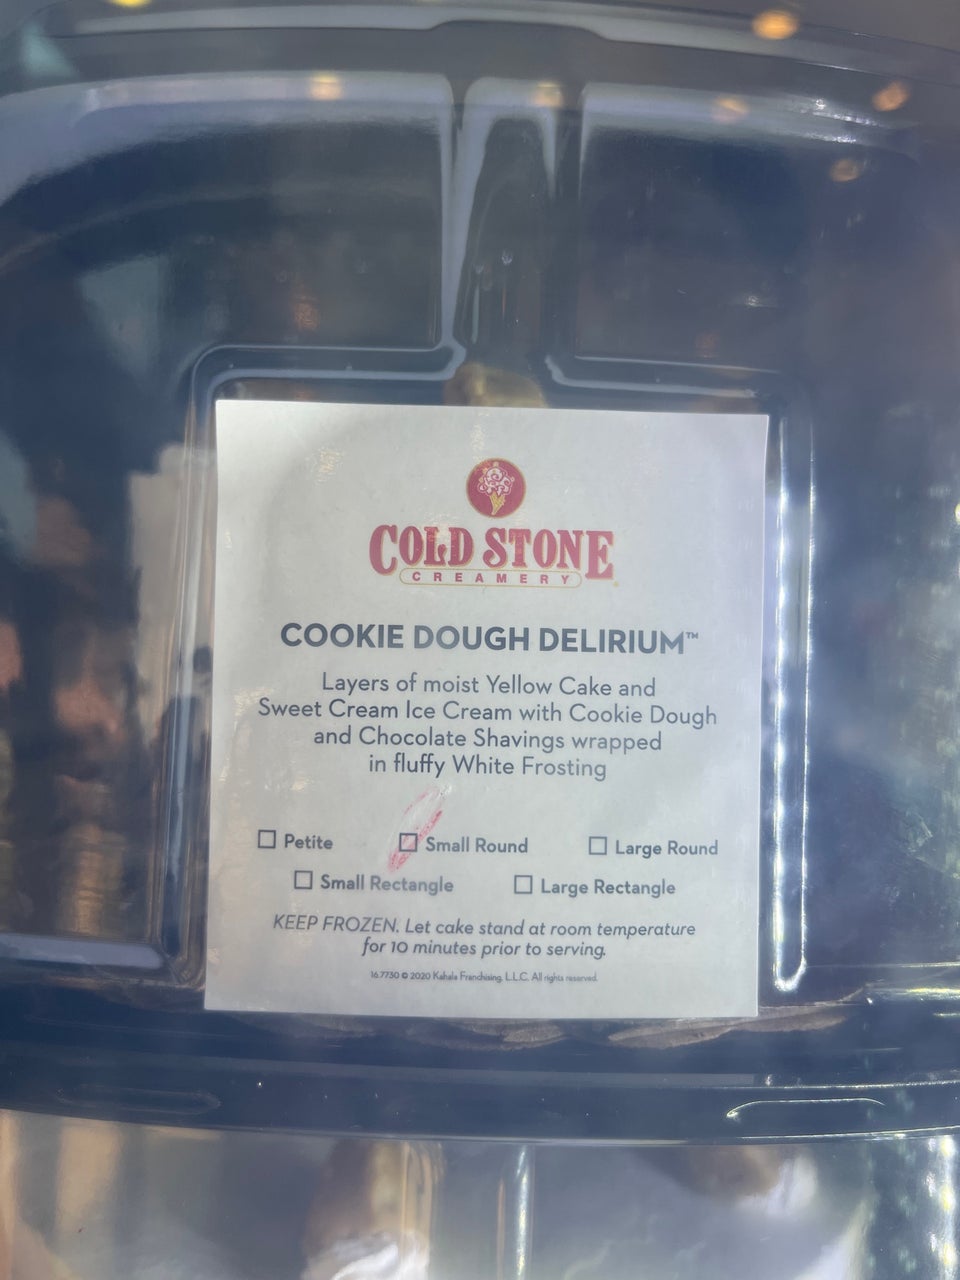 COLD STONE
CREAMERY
COOKIE DOUGH DELIRIUM™
Layers of moist Yellow Cake and
Sweet Cream Ice Cream with Cookie Dough
and Chocolate Shavings wrapped
in fluffy White Frosting
☐ Petite ☐ Small Round ☐ Large Round
☐ Small Rectangle ☐ Large Rectangle
KEEP FROZEN. Let cake stand at room temperature
for 10 minutes prior to serving.
16.7730 © 2020 Kahala Franchising, L.L.C. All rights reserved.